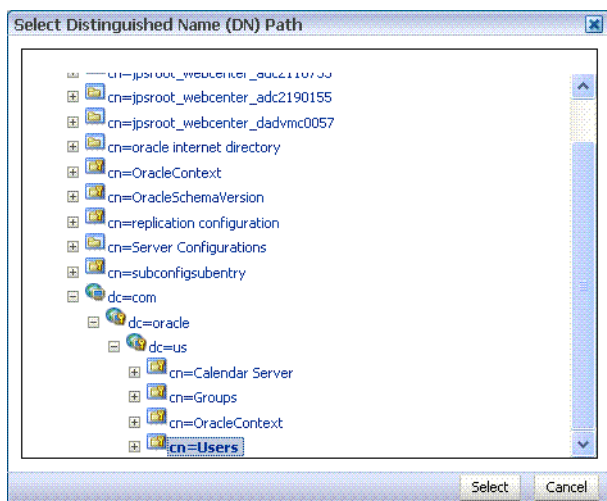 Select Distinguished Name (DN) Path
cn=jpsroot_webcenter_adc2110755
cn=jpsroot_webcenter_adc2190155
cn=jpsroot_webcenter_dadvmc0057
cn=oracle internet directory
cn=OracleContext
cn=OracleSchemaVersion
cn=replication configuration
cn=Server Configurations
cn=subconfigsubentry
dc=com
dc=oracle
dc=us
cn=Calendar Server
cn=Groups
cn=OracleContext
cn=Users
Select Cancel